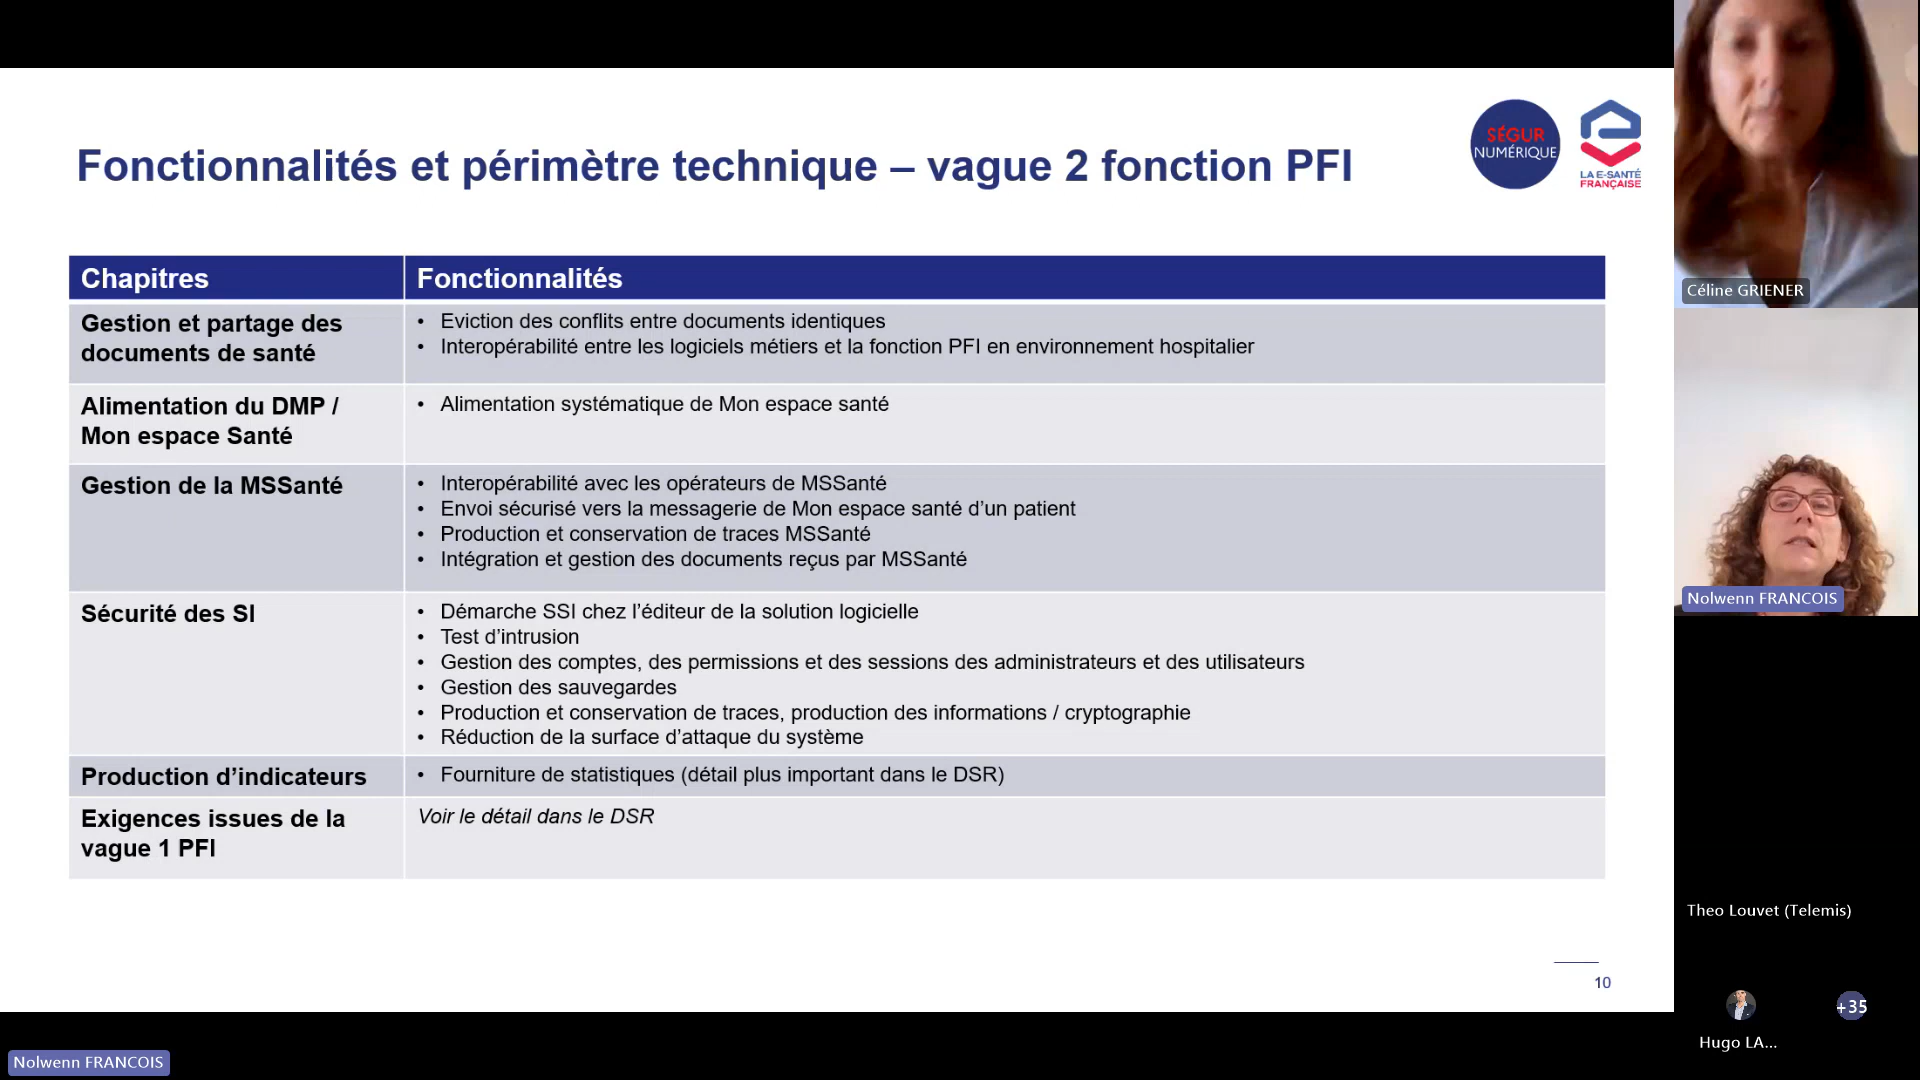 SÉGUR
NUMÉRIQUE
LA E-SANTÉ
FRANÇAISE
Fonctionnalités et périmètre technique – vague 2 fonction PFI
Chapitres
Fonctionnalités
Gestion et partage des
documents de santé
• Eviction des conflits entre documents identiques
• Interopérabilité entre les logiciels métiers et la fonction PFI en environnement hospitalier
Alimentation du DMP /
Mon espace Santé
• Alimentation systématique de Mon espace santé
Gestion de la MSSanté
• Interopérabilité avec les opérateurs de MSSanté
• Envoi sécurisé vers la messagerie de Mon espace santé d’un patient
• Production et conservation de traces MSSanté
• Intégration et gestion des documents reçus par MSSanté
Sécurité des SI
• Démarche SSI chez l’éditeur de la solution logicielle
• Test d’intrusion
• Gestion des comptes, des permissions et des sessions des administrateurs et des utilisateurs
• Gestion des sauvegardes
• Production et conservation de traces, production des informations / cryptographie
• Réduction de la surface d’attaque du système
Production d’indicateurs
• Fourniture de statistiques (détail plus important dans le DSR)
Exigences issues de la
vague 1 PFI
Voir le détail dans le DSR
10
Céline GRIENER
Nolwenn FRANCOIS
Theo Louvet (Telemis)
+35
Hugo LA...
Nolwenn FRANCOIS